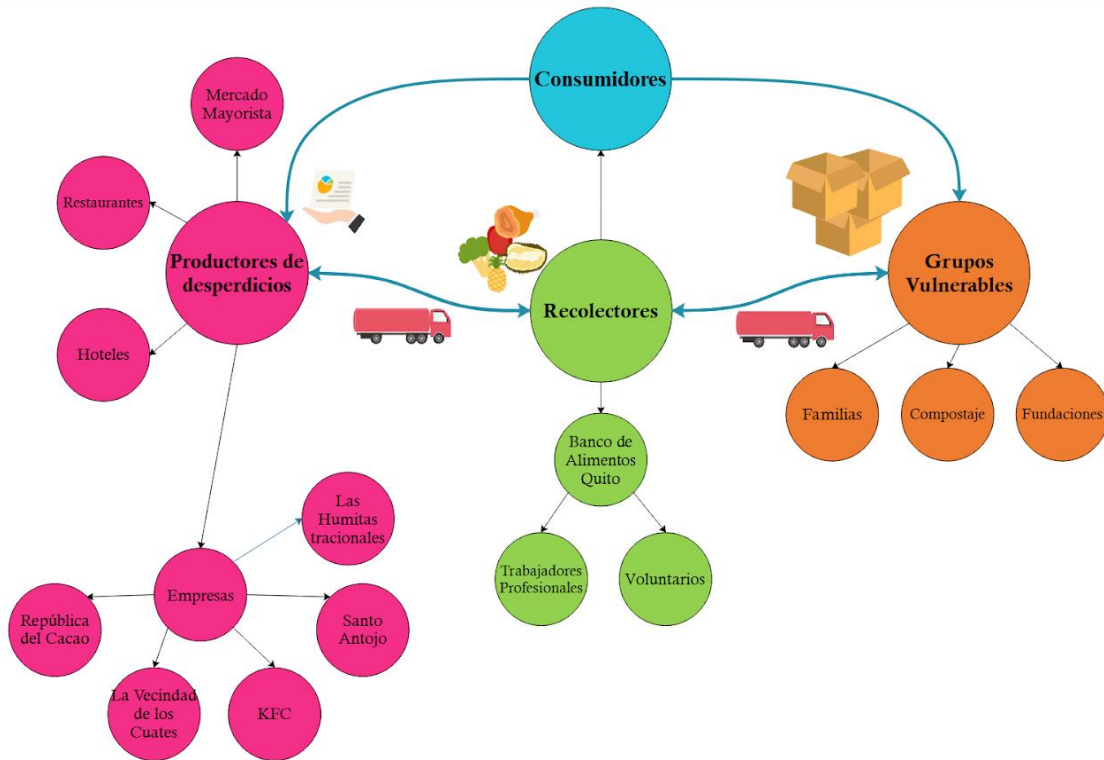 Consumidores
Mercado
Mayorista
Restaurantes
Productores de
desperdicios
Hoteles
Recolectores
Grupos
Vulnerables
Familias
Compostaje
Fundaciones
Banco de
Alimentos
Quito
Trabajadores
Profesionales
Voluntarios
Las
Humitas
tracionales
Empresas
República
del Cacao
Santo
Antojo
La Vecindad
de los
Cuates
KFC